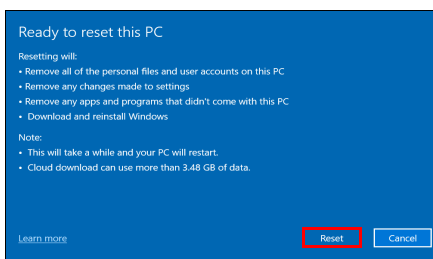 Ready to reset this PC
Resetting will:
• Remove all of the personal files and user accounts on this PC
• Remove any changes made to settings
• Remove any apps and programs that didn't come with this PC
• Download and reinstall Windows
Note:
• This will take a while and your PC will restart.
• Cloud download can use more than 3.48 GB of data.
Learn more
Reset
Cancel